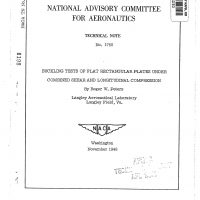 NATIONAL ADVISORY COMMITTEE
FOR AERONAUTICS
TECHNICAL NOTE
No. 1750
BUCKLING TESTS OF FLAT RECTANGULAR PLATES UNDER
COMBINED SHEAR AND LONGITUDINAL COMPRESSION
By Roger W. Peters
Langley Aeronautical Laboratory
Langley Field, Va.
NACA
Washington
November 1948